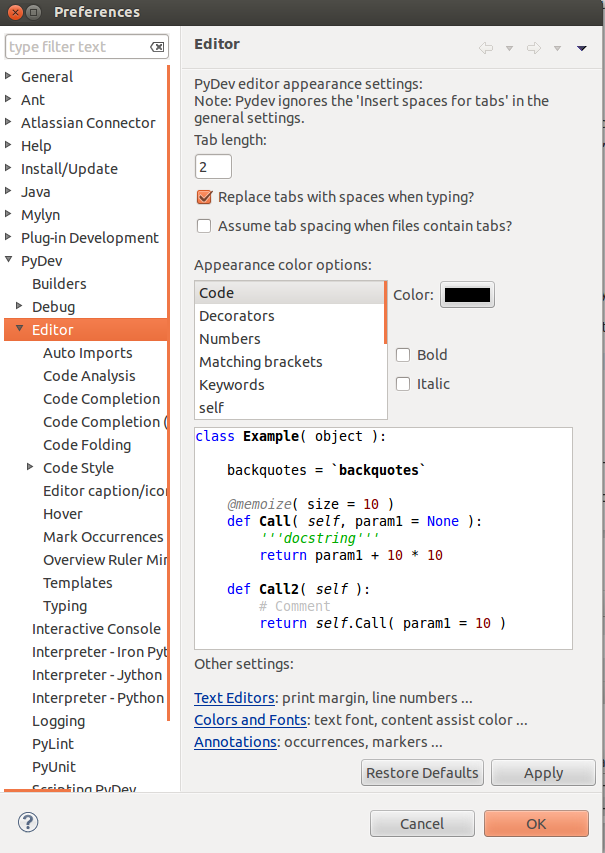 Preferences
type filter text
General
Ant
Atlassian Connector
Help
Install/Update
Java
Mylyn
Plug-in Development
PyDev
Builders
Debug
Editor
Auto Imports
Code Analysis
Code Completion
Code Completion (
Code Folding
Code Style
Editor caption/icon
Hover
Mark Occurrences
Overview Ruler Min
Templates
Typing
Interactive Console
Interpreter - Iron Pyt
Interpreter - Jython
Interpreter - Python
Logging
PyLint
PyUnit
Scripting PyDev
Editor
PyDev editor appearance settings:
Note: Pydev ignores the 'Insert spaces for tabs' in the
general settings.
Tab length:
2
Replace tabs with spaces when typing?
Assume tab spacing when files contain tabs?
Appearance color options:
Code
Decorators
Numbers
Matching brackets
Keywords
self
Color:
Bold
Italic
class Example( object ):
backquotes = `backquotes`
@memoize( size = 10 )
def Call( self, param1 = None ):
'''docstring'''
return param1 + 10 * 10
def Call2( self ):
# Comment
return self.Call( param1 = 10 )
Other settings:
Text Editors: print margin, line numbers ...
Colors and Fonts: text font, content assist color ...
Annotations: occurrences, markers ...
Restore Defaults
Apply
?
Cancel
OK